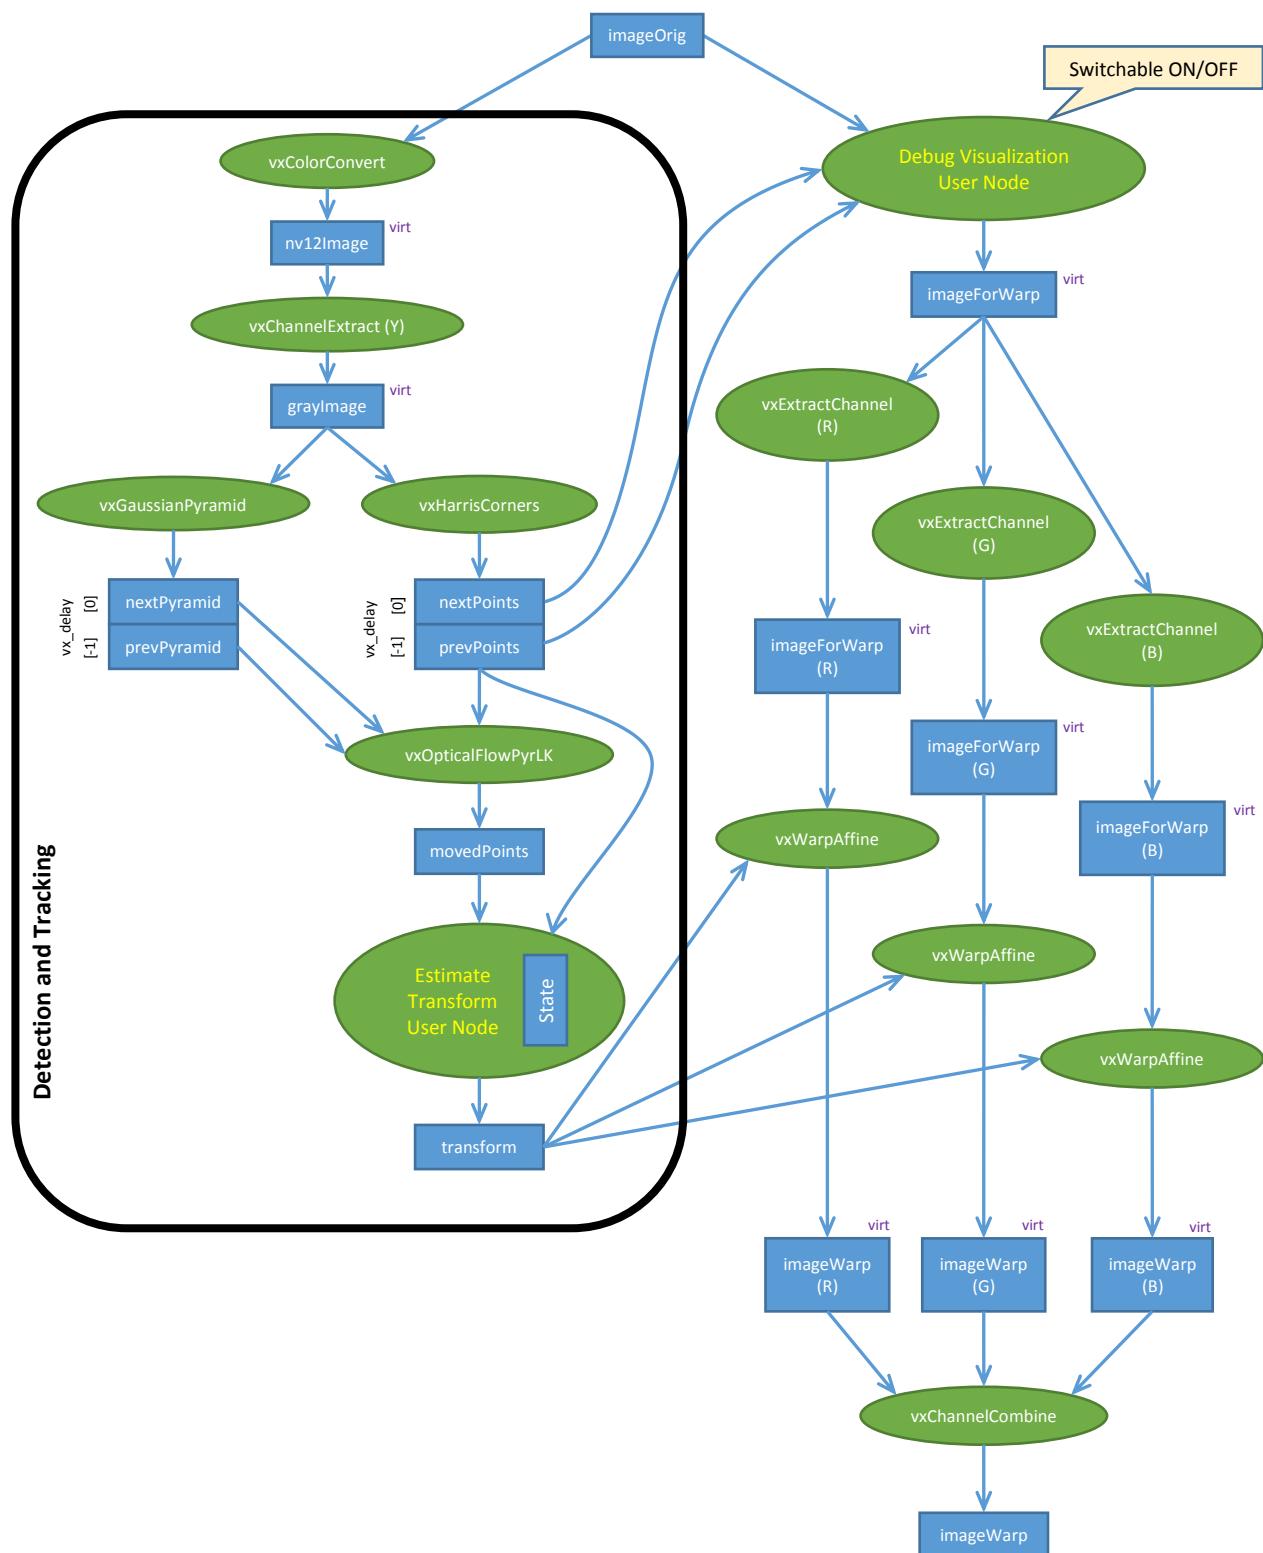 imageOrig
Switchable ON/OFF
vxColorConvert
Debug Visualization
User Node
nv12Image
virt
imageForWarp
virt
vxChannelExtract (Y)
grayImage
virt
vxExtractChannel
(R)
vxGaussianPyramid
vxHarrisCorners
vxExtractChannel
(G)
vx_delay
[-1] [0]
nextPyramid
prevPyramid
vx_delay
[-1] [0]
nextPoints
prevPoints
imageForWarp
(R)
virt
vxExtractChannel
(B)
vxOpticalFlowPyrLK
imageForWarp
(G)
virt
movedPoints
vxWarpAffine
imageForWarp
(B)
virt
Detection and Tracking
Estimate
Transform
User Node
State
vxWarpAffine
vxWarpAffine
transform
virt
imageWarp
(R)
virt
imageWarp
(G)
virt
imageWarp
(B)
vxChannelCombine
imageWarp